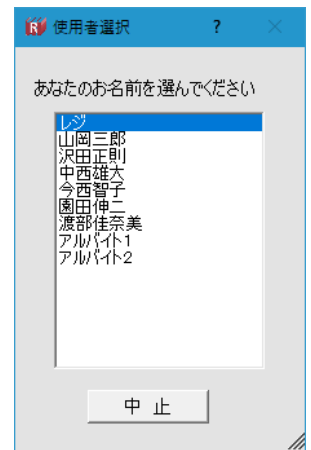 使用者選択
?
あなたのお名前を選んでください
レジ
山岡三郎
沢田正則
中西雄大
今西智子
園田伸二
渡部佳奈美
アルバイト1
アルバイト2
中 止